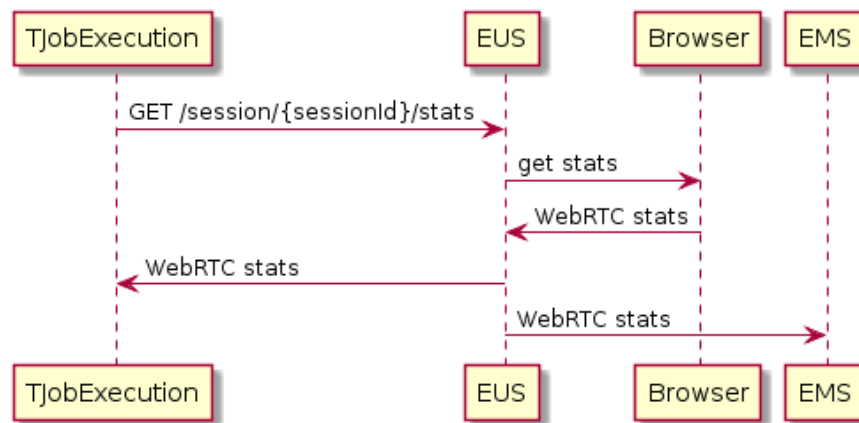 TJobExecution EUS Browser EMS
GET /session/{sessionId}/stats
get stats
WebRTC stats
WebRTC stats
WebRTC stats
TJobExecution EUS Browser EMS